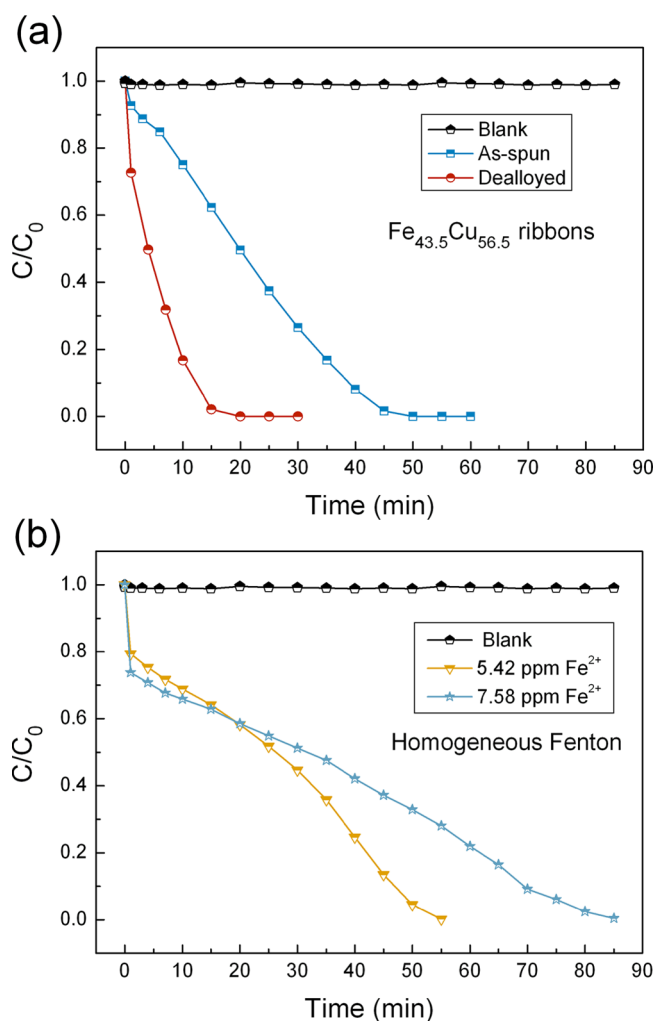 (a)
C/C0
1.0
0.8
0.6
0.4
0.2
0.0
Blank
As-spun
Dealloyed
Fe43.5Cu56.5 ribbons
0 10 20 30 40 50 60 70 80 90
Time (min)
(b)
C/C0
1.0
0.8
0.6
0.4
0.2
0.0
Blank
5.42 ppm Fe2+
7.58 ppm Fe2+
Homogeneous Fenton
0 10 20 30 40 50 60 70 80 90
Time (min)